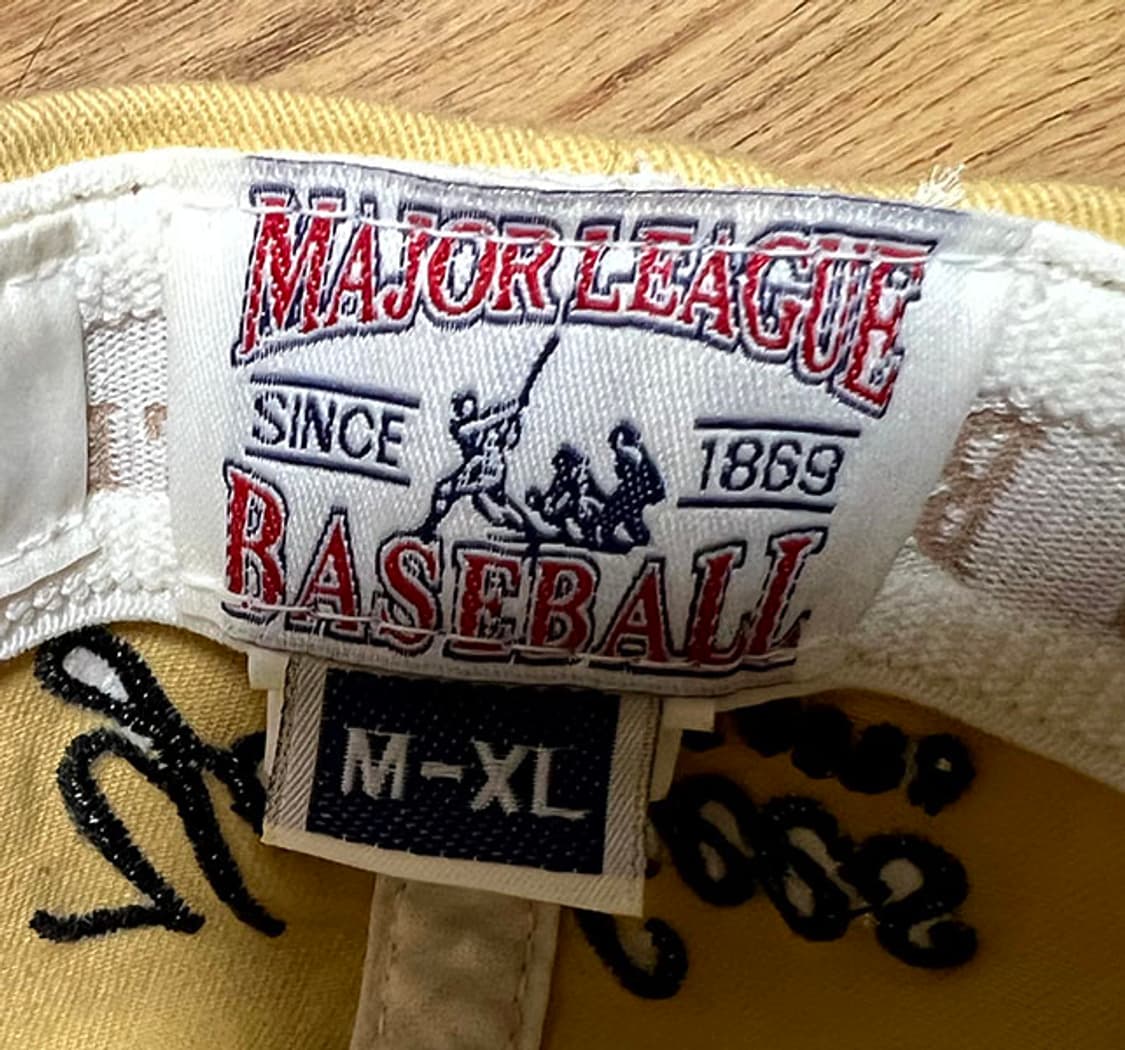 MAJOR LEAGUE
SINCE 1869
BASEBALL
M-XL